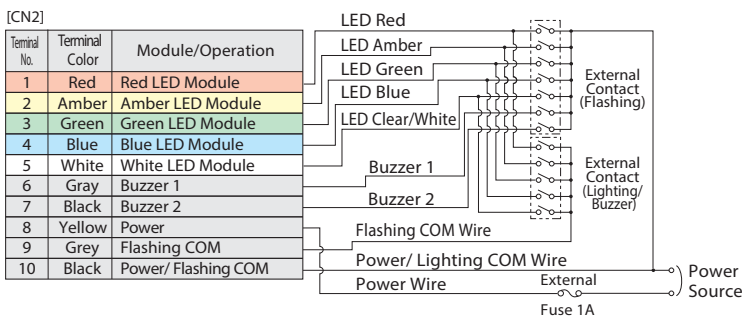 [CN2]
Terminal No. Terminal Color Module/Operation
1 Red Red LED Module
2 Amber Amber LED Module
3 Green Green LED Module
4 Blue Blue LED Module
5 White White LED Module
6 Gray Buzzer 1
7 Black Buzzer 2
8 Yellow Power
9 Grey Flashing COM
10 Black Power/ Flashing COM
LED Red
LED Amber
LED Green
LED Blue
LED Clear/White
Buzzer 1
Buzzer 2
Flashing COM Wire
Power/ Lighting COM Wire
Power Wire
External
Fuse 1A
External
Contact
(Flashing)
External
Contact
(Lighting/
Buzzer)
Power
Source